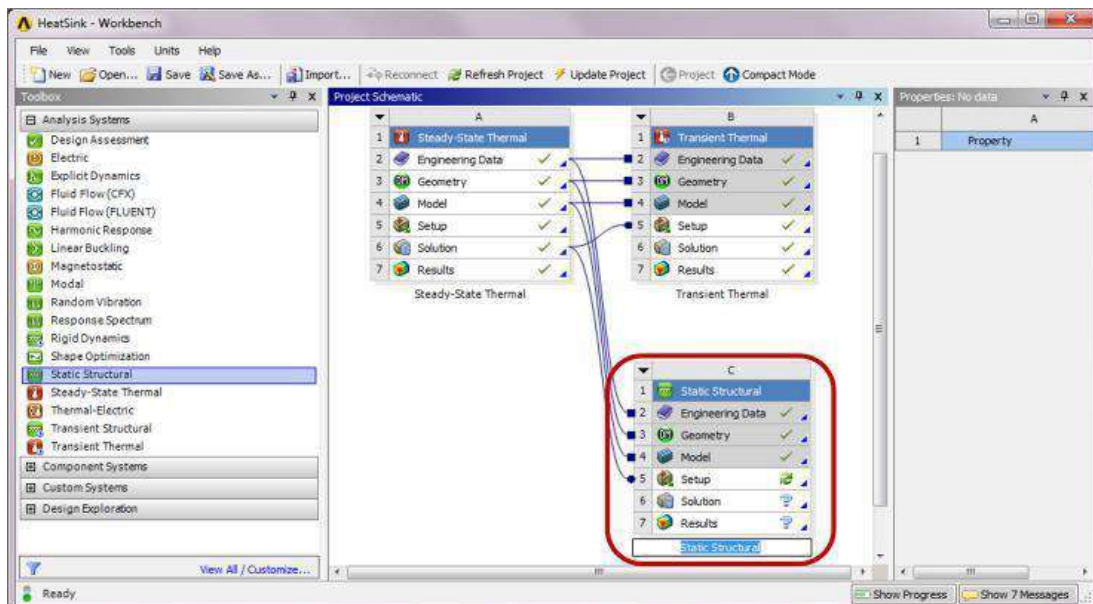 HeatSink - Workbench
File View Tools Units Help
New Open... Save Save As... Import... Reconnect Refresh Project Update Project Project Compact Mode
Toolbox
Analysis Systems
Design Assessment
Electric
Explicit Dynamics
Fluid Flow (CFX)
Fluid Flow (FLUENT)
Harmonic Response
Linear Buckling
Magnetostatic
Modal
Random Vibration
Response Spectrum
Rigid Dynamics
Shape Optimization
Static Structural
Steady-State Thermal
Thermal-Electric
Transient Structural
Transient Thermal
Component Systems
Custom Systems
Design Exploration
View All / Customize...
Project Schematic
A
1 Steady-State Thermal
2 Engineering Data
3 Geometry
4 Model
5 Setup
6 Solution
7 Results
Steady-State Thermal
B
1 Transient Thermal
2 Engineering Data
3 Geometry
4 Model
5 Setup
6 Solution
7 Results
Transient Thermal
C
1 Static Structural
2 Engineering Data
3 Geometry
4 Model
5 Setup
6 Solution
7 Results
Static Structural
Properties: No data
A
1 Property
Ready
Show Progress Show 7 Messages